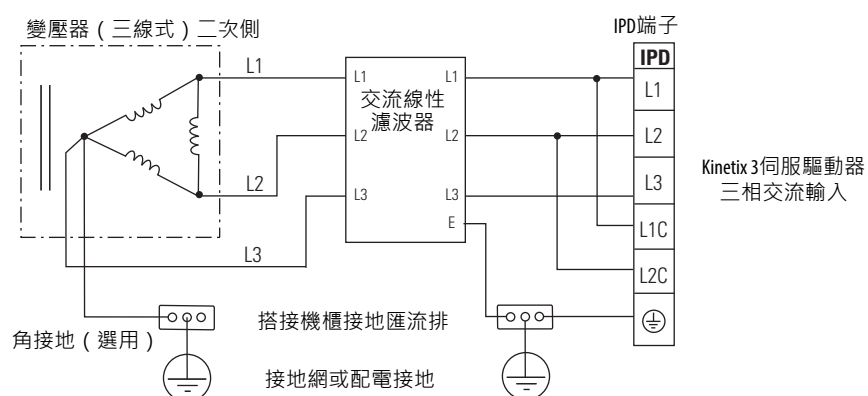 變壓器（三線式）二次側
IPD端子
IPD
L1
L2
L3
L1
L2
L3
交流線性
濾波器
L1
L2
L3
E
L1
L2
L3
L1C
L2C
Kinetix 3伺服驅動器
三相交流輸入
角接地（選用）
搭接機櫃接地匯流排
接地網或配電接地